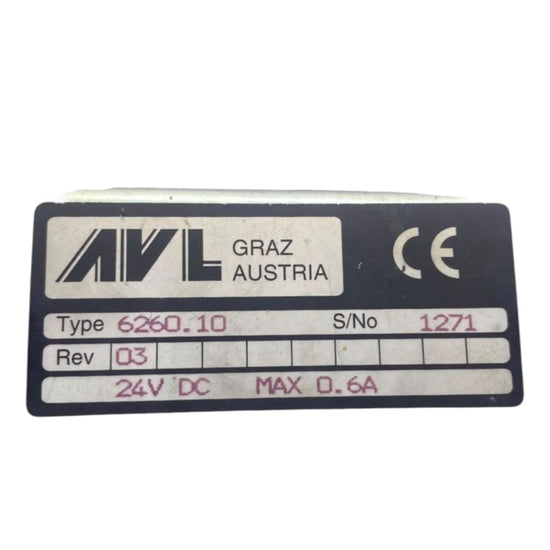 AVL GRAZ
AUSTRIA
CE
Type 6260.10 S/No 1271
Rev 03
24V DC MAX 0.6A